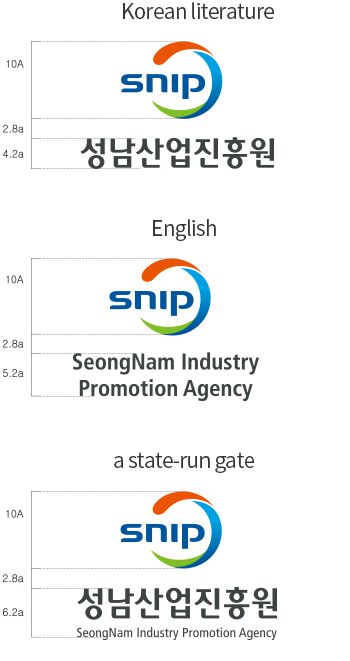 Korean literature
10A
snip
2.8a
4.2a
성남산업진흥원
English
10A
snip
2.8a
5.2a
SeongNam Industry
Promotion Agency
a state-run gate
10A
snip
2.8a
6.2a
성남산업진흥원
SeongNam Industry Promotion Agency